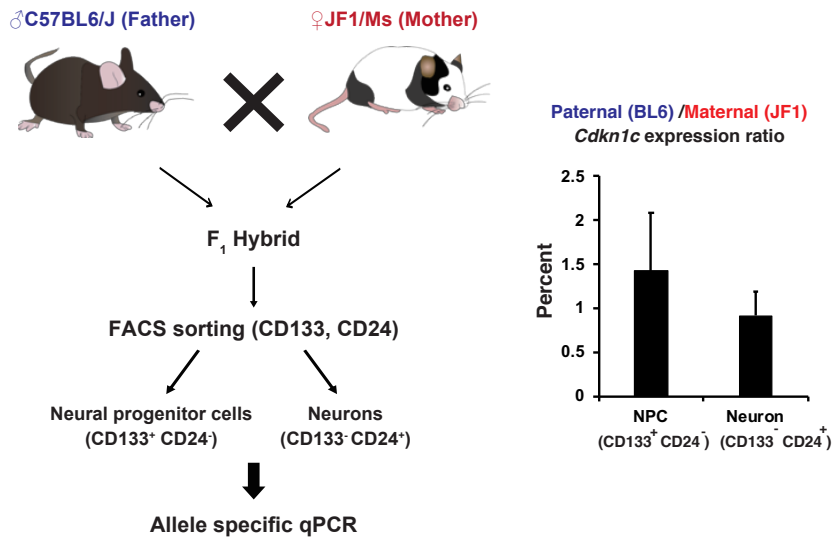 ♂C57BL6/J (Father)
♀JF1/Ms (Mother)
F₁ Hybrid
FACS sorting (CD133, CD24)
Neural progenitor cells
(CD133⁺ CD24⁻)
Neurons
(CD133⁻ CD24⁺)
Allele specific qPCR
Paternal (BL6) /Maternal (JF1)
Cdkn1c expression ratio
Percent
2.5
2
1.5
1
0.5
0
NPC
(CD133⁺ CD24⁻)
Neuron
(CD133⁻ CD24⁺)